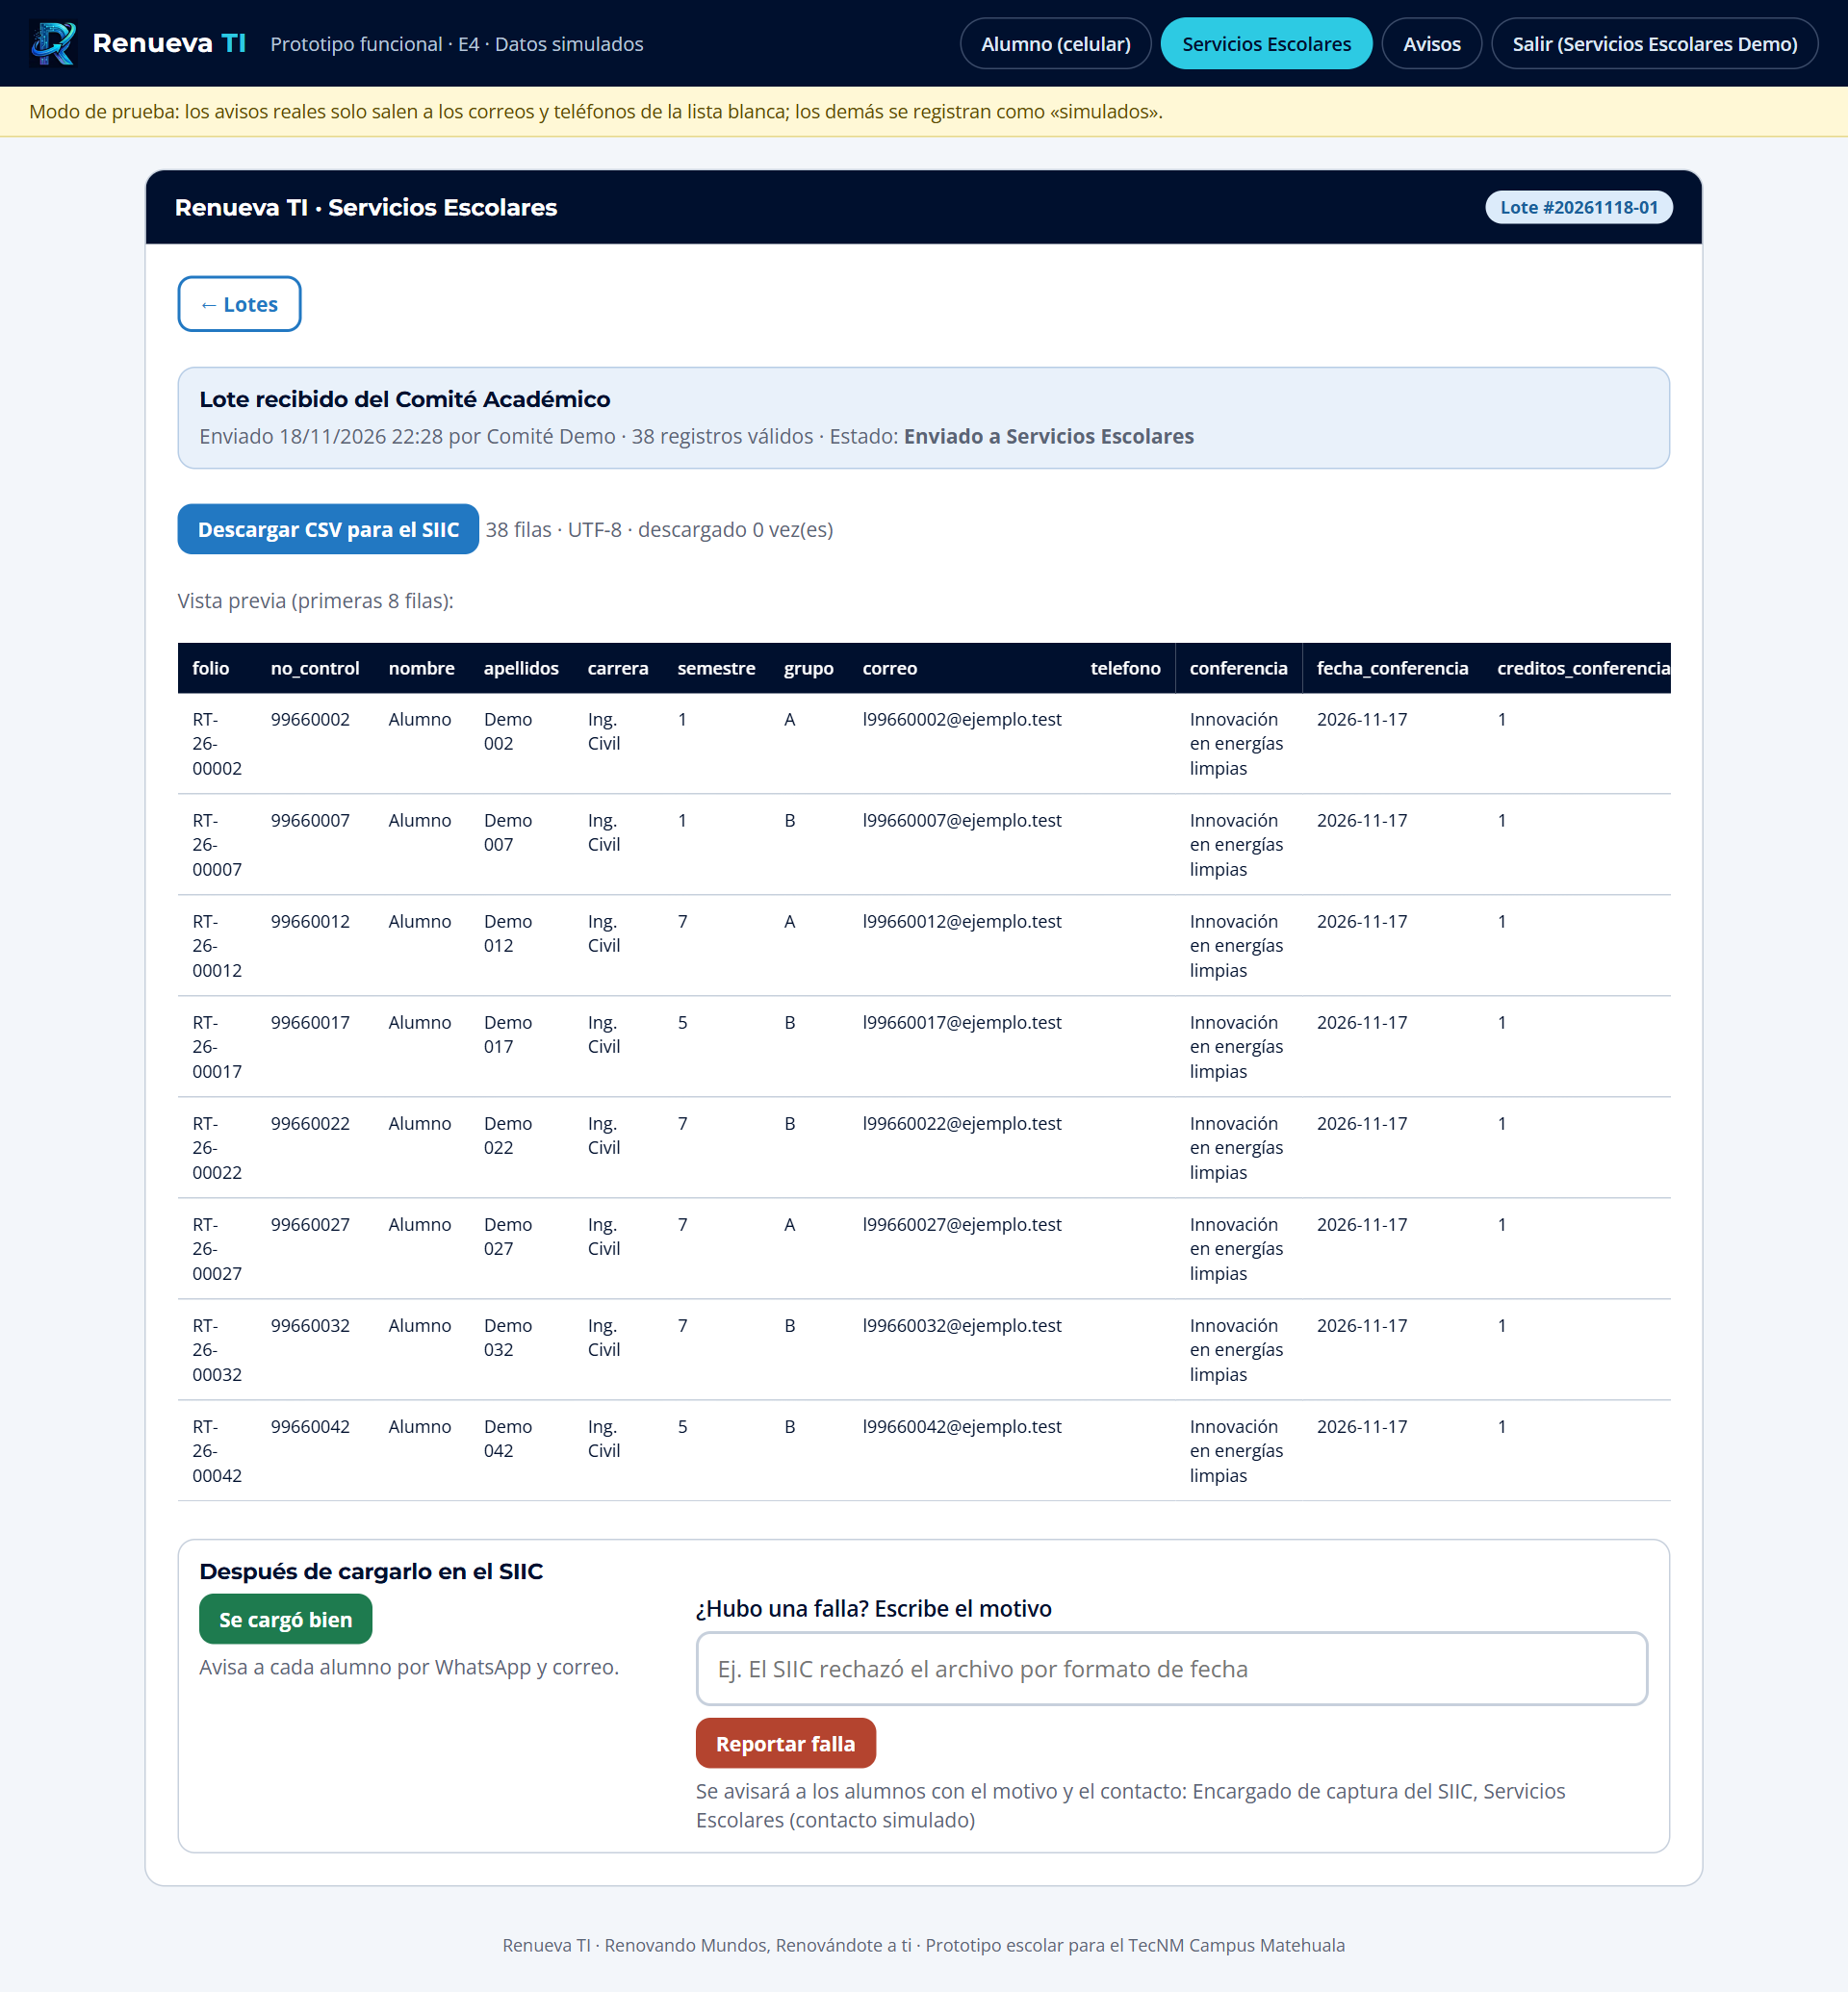 Renueva TI Prototipo funcional · E4 · Datos simulados Alumno (celular) Servicios Escolares Avisos Salir (Servicios Escolares Demo)
Modo de prueba: los avisos reales solo salen a los correos y teléfonos de la lista blanca; los demás se registran como «simulados».
Renueva TI · Servicios Escolares Lote #20261118-01
← Lotes
Lote recibido del Comité Académico
Enviado 18/11/2026 22:28 por Comité Demo · 38 registros válidos · Estado: Enviado a Servicios Escolares
Descargar CSV para el SIIC 38 filas · UTF-8 · descargado 0 vez(es)
Vista previa (primeras 8 filas):
folio no_control nombre apellidos carrera semestre grupo correo telefono conferencia fecha_conferencia creditos_conferencia
RT- 99660002 Alumno Demo Ing. 1 A l99660002@ejemplo.test Innovación 2026-11-17 1
26- 002 Civil en energías
00002 limpias
RT- 99660007 Alumno Demo Ing. 1 B l99660007@ejemplo.test Innovación 2026-11-17 1
26- 007 Civil en energías
00007 limpias
RT- 99660012 Alumno Demo Ing. 7 A l99660012@ejemplo.test Innovación 2026-11-17 1
26- 012 Civil en energías
00012 limpias
RT- 99660017 Alumno Demo Ing. 5 B l99660017@ejemplo.test Innovación 2026-11-17 1
26- 017 Civil en energías
00017 limpias
RT- 99660022 Alumno Demo Ing. 7 B l99660022@ejemplo.test Innovación 2026-11-17 1
26- 022 Civil en energías
00022 limpias
RT- 99660027 Alumno Demo Ing. 7 A l99660027@ejemplo.test Innovación 2026-11-17 1
26- 027 Civil en energías
00027 limpias
RT- 99660032 Alumno Demo Ing. 7 B l99660032@ejemplo.test Innovación 2026-11-17 1
26- 032 Civil en energías
00032 limpias
RT- 99660042 Alumno Demo Ing. 5 B l99660042@ejemplo.test Innovación 2026-11-17 1
26- 042 Civil en energías
00042 limpias
Después de cargarlo en el SIIC
Se cargó bien
Avisa a cada alumno por WhatsApp y correo.
¿Hubo una falla? Escribe el motivo
Ej. El SIIC rechazó el archivo por formato de fecha
Reportar falla
Se avisará a los alumnos con el motivo y el contacto: Encargado de captura del SIIC, Servicios
Escolares (contacto simulado)
Renueva TI · Renovando Mundos, Renovándote a ti · Prototipo escolar para el TecNM Campus Matehuala